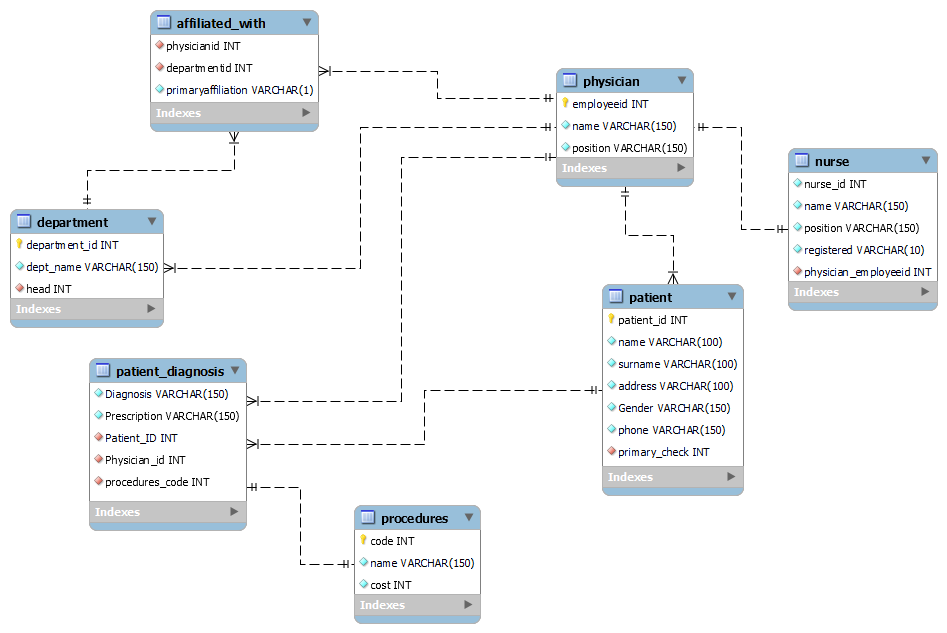 affiliated_with
physicianid INT
departmentid INT
primaryaffiliation VARCHAR(1)
Indexes
physician
employeeid INT
name VARCHAR(150)
position VARCHAR(150)
Indexes
nurse
nurse_id INT
name VARCHAR(150)
position VARCHAR(150)
registered VARCHAR(10)
physician_employeeid INT
Indexes
department
department_id INT
dept_name VARCHAR(150)
head INT
Indexes
patient
patient_id INT
name VARCHAR(100)
surname VARCHAR(100)
address VARCHAR(100)
Gender VARCHAR(150)
phone VARCHAR(150)
primary_check INT
Indexes
patient_diagnosis
Diagnosis VARCHAR(150)
Prescription VARCHAR(150)
Patient_ID INT
Physician_id INT
procedures_code INT
Indexes
procedures
code INT
name VARCHAR(150)
cost INT
Indexes